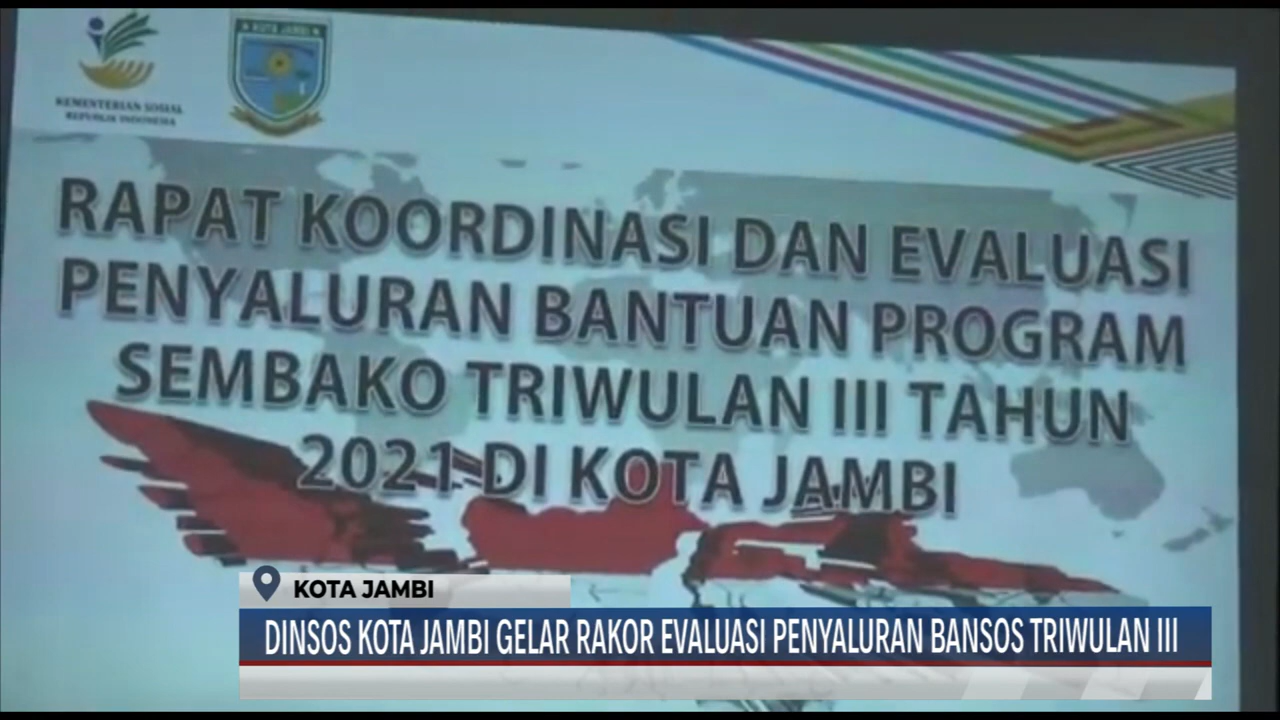 KEMENTERIAN SOSIAL
REPUBLIK INDONESIA
KOTA JAMBI
RAPAT KOORDINASI DAN EVALUASI
PENYALURAN BANTUAN PROGRAM
SEMBAKO TRIWULAN III TAHUN
2021 DI KOTA JAMBI
KOTA JAMBI
DINSOS KOTA JAMBI GELAR RAKOR EVALUASI PENYALURAN BANSOS TRIWULAN III